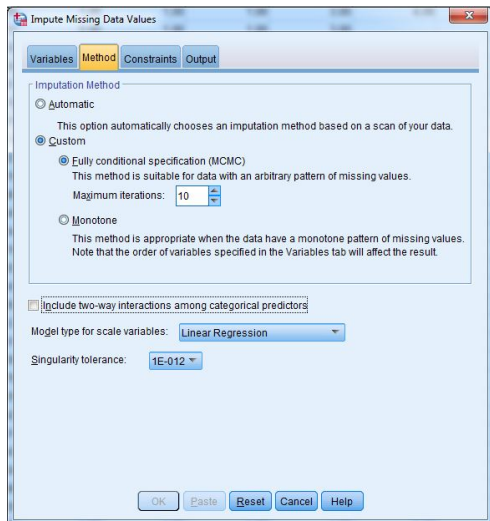 Impute Missing Data Values
Variables Method Constraints Output
Imputation Method
Automatic
This option automatically chooses an imputation method based on a scan of your data.
Custom
Fully conditional specification (MCMC)
This method is suitable for data with an arbitrary pattern of missing values.
Maximum iterations: 10
Monotone
This method is appropriate when the data have a monotone pattern of missing values.
Note that the order of variables specified in the Variables tab will affect the result.
Include two-way interactions among categorical predictors
Model type for scale variables: Linear Regression
Singularity tolerance: 1E-012
OK Paste Reset Cancel Help